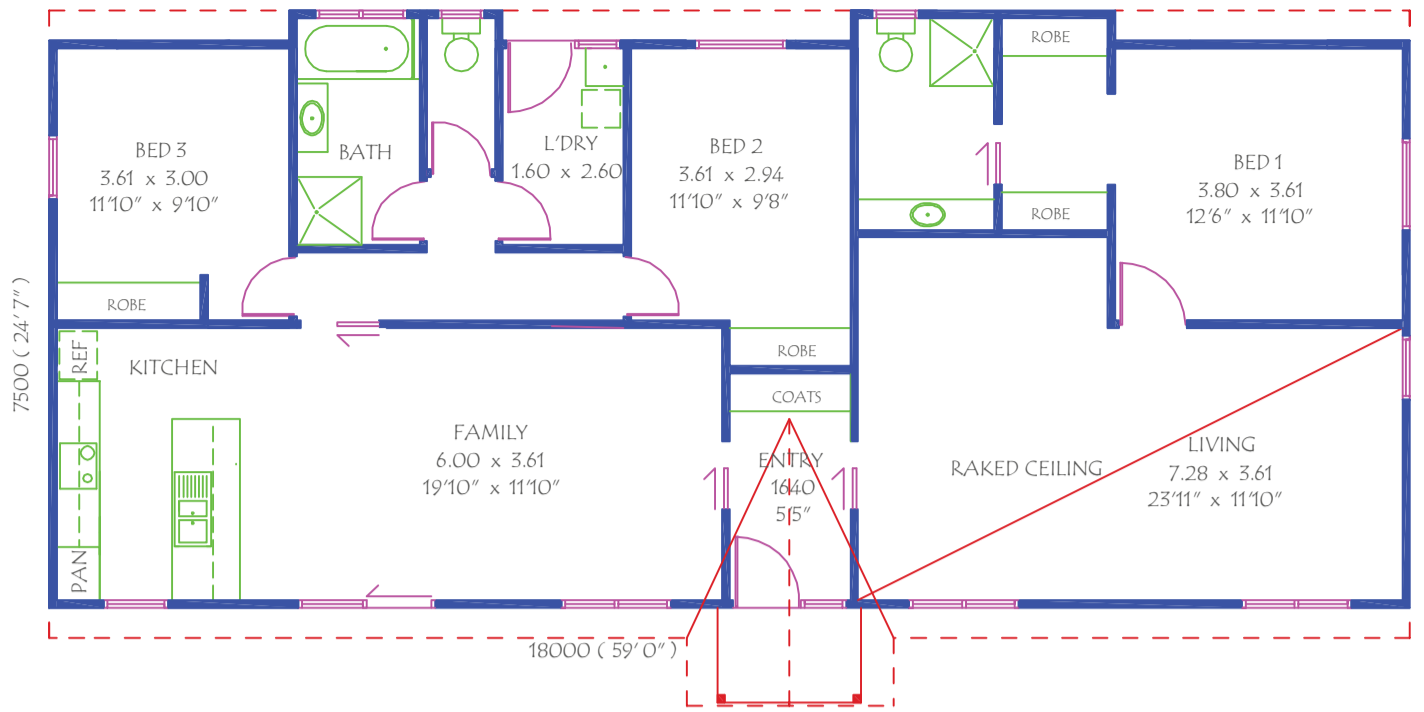 ROBE
BED 3
3.61 x 3.00
11'10" x 9'10"
BATH
L'DRY
1.60 x 2.60
BED 2
3.61 x 2.94
11'10" x 9'8"
BED 1
3.80 x 3.61
12'6" x 11'10"
ROBE
ROBE
7500 ( 24' 7" )
REF
KITCHEN
ROBE
COATS
FAMILY
6.00 x 3.61
19'10" x 11'10"
ENTRY
1640
5'5"
RAKED CEILING
LIVING
7.28 x 3.61
23'11" x 11'10"
PAN
18000 ( 59' 0" )